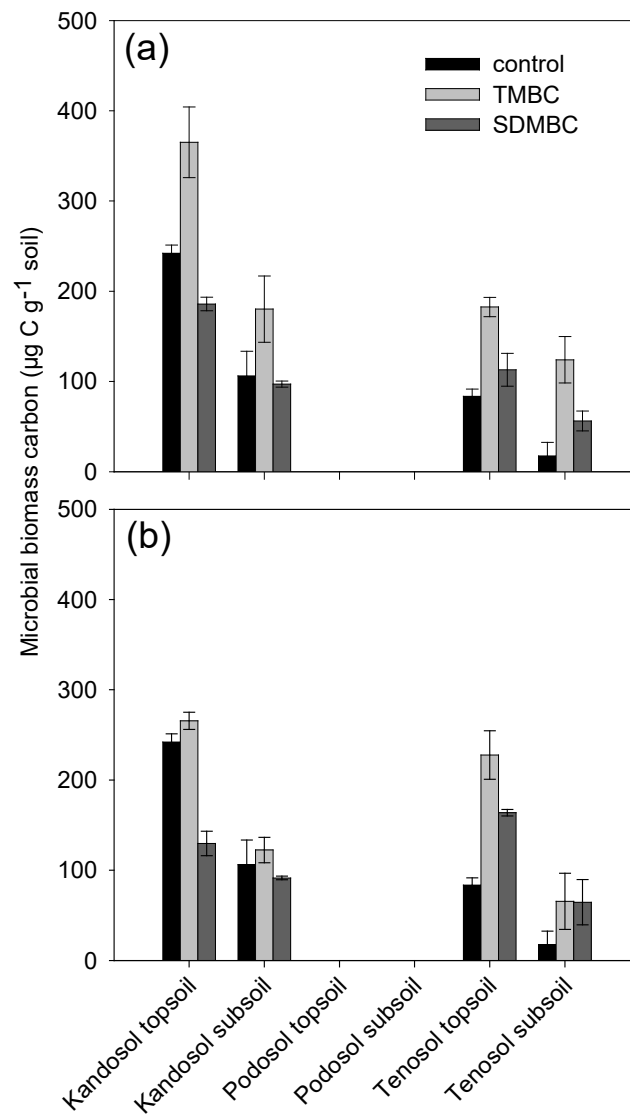 500
(a)
control
TMBC
SDMBC
400
300
200
100
0
Microbial biomass carbon (µg C g⁻¹ soil)
500
(b)
400
300
200
100
0
Kandosol topsoil
Kandosol subsoil
Podosol topsoil
Podosol subsoil
Tenosol topsoil
Tenosol subsoil